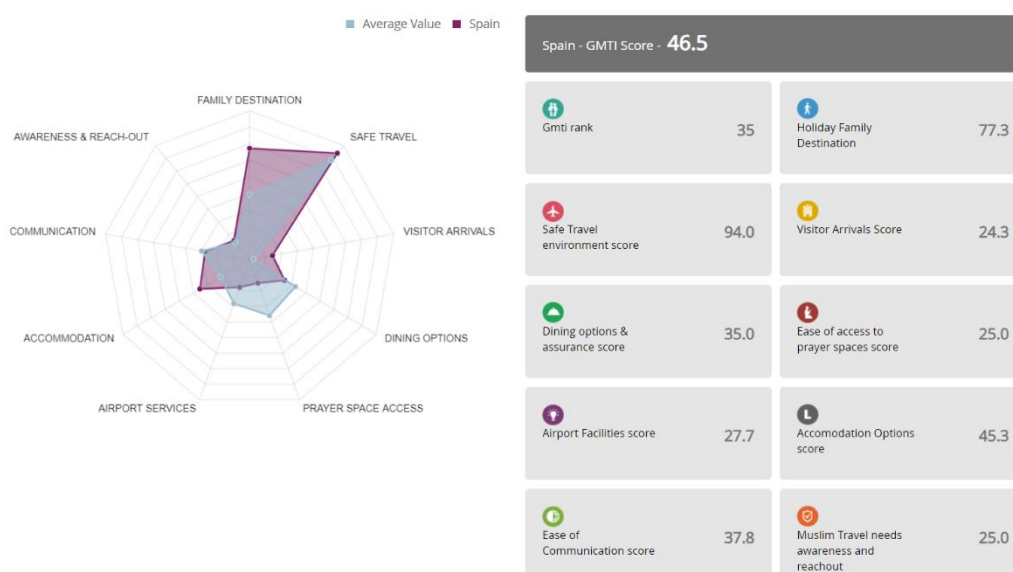 Average Value Spain
FAMILY DESTINATION
AWARENESS & REACH-OUT
SAFE TRAVEL
COMMUNICATION
VISITOR ARRIVALS
ACCOMMODATION
DINING OPTIONS
AIRPORT SERVICES
PRAYER SPACE ACCESS
Spain - GMTI Score - 46.5
Gmti rank
35
Holiday Family
Destination
77.3
Safe Travel
environment score
94.0
Visitor Arrivals Score
24.3
Dining options &
assurance score
35.0
Ease of access to
prayer spaces score
25.0
Airport Facilities score
27.7
L
Accomodation Options
score
45.3
Ease of
Communication score
37.8
Muslim Travel needs
awareness and
reachout
25.0